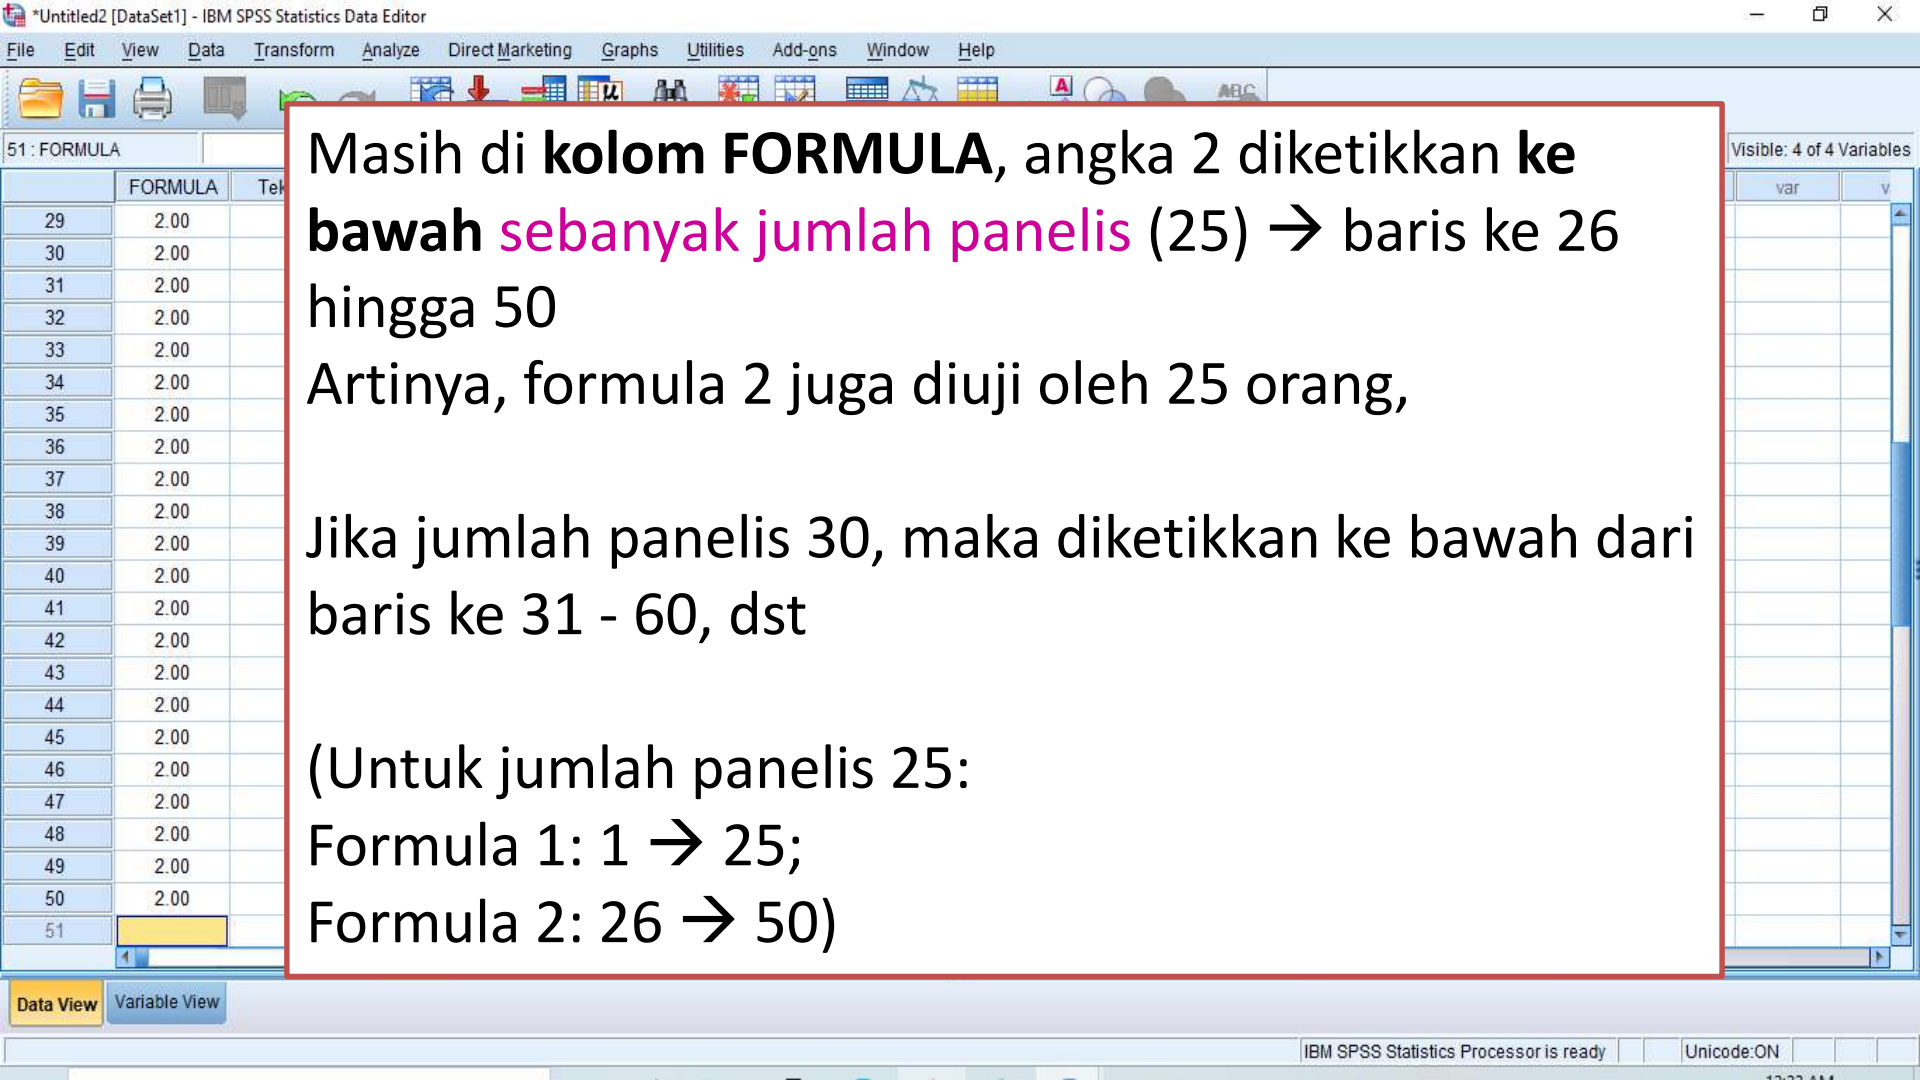 *Untitled2 [DataSet1] - IBM SPSS Statistics Data Editor
File Edit View Data Transform Analyze Direct Marketing Graphs Utilities Add-ons Window Help
51 : FORMULA
Visible: 4 of 4 Variables
FORMULA Tek var v
29 2.00
30 2.00
31 2.00
32 2.00
33 2.00
34 2.00
35 2.00
36 2.00
37 2.00
38 2.00
39 2.00
40 2.00
41 2.00
42 2.00
43 2.00
44 2.00
45 2.00
46 2.00
47 2.00
48 2.00
49 2.00
50 2.00
51
Masih di kolom FORMULA, angka 2 diketikkan ke
bawah sebanyak jumlah panelis (25) → baris ke 26
hingga 50
Artinya, formula 2 juga diuji oleh 25 orang,
Jika jumlah panelis 30, maka diketikkan ke bawah dari
baris ke 31 - 60, dst
(Untuk jumlah panelis 25:
Formula 1: 1 → 25;
Formula 2: 26 → 50)
Data View Variable View
IBM SPSS Statistics Processor is ready Unicode:ON